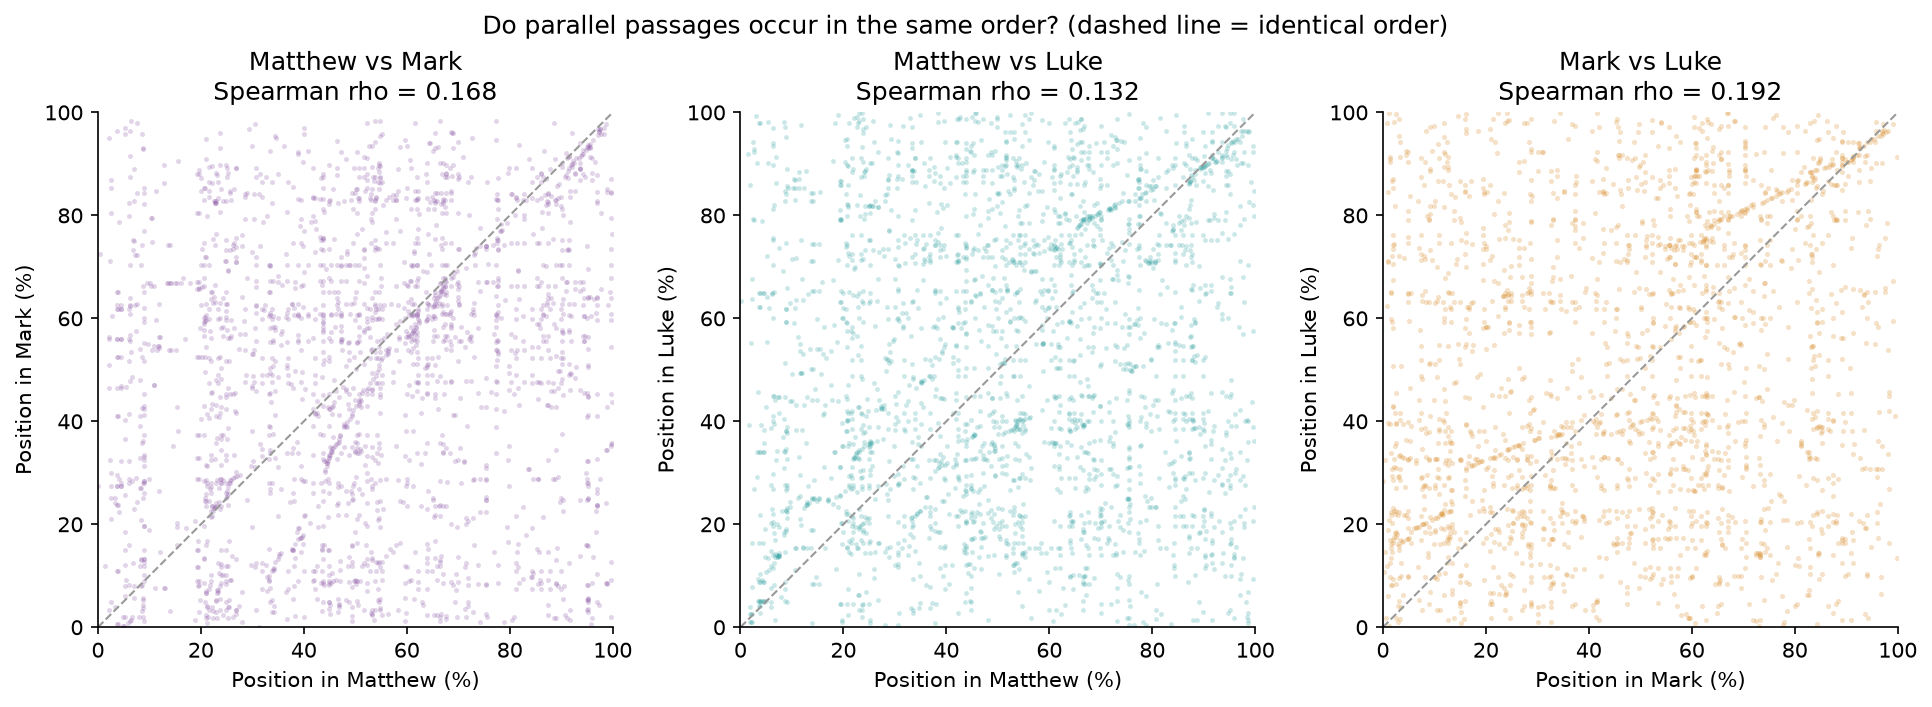 Do parallel passages occur in the same order? (dashed line = identical order)
Matthew vs Mark
Spearman rho = 0.168
100
80
60
40
20
0
Position in Mark (%)
0 20 40 60 80 100
Position in Matthew (%)
Matthew vs Luke
Spearman rho = 0.132
100
80
60
40
20
0
Position in Luke (%)
0 20 40 60 80 100
Position in Matthew (%)
Mark vs Luke
Spearman rho = 0.192
100
80
60
40
20
0
Position in Luke (%)
0 20 40 60 80 100
Position in Mark (%)